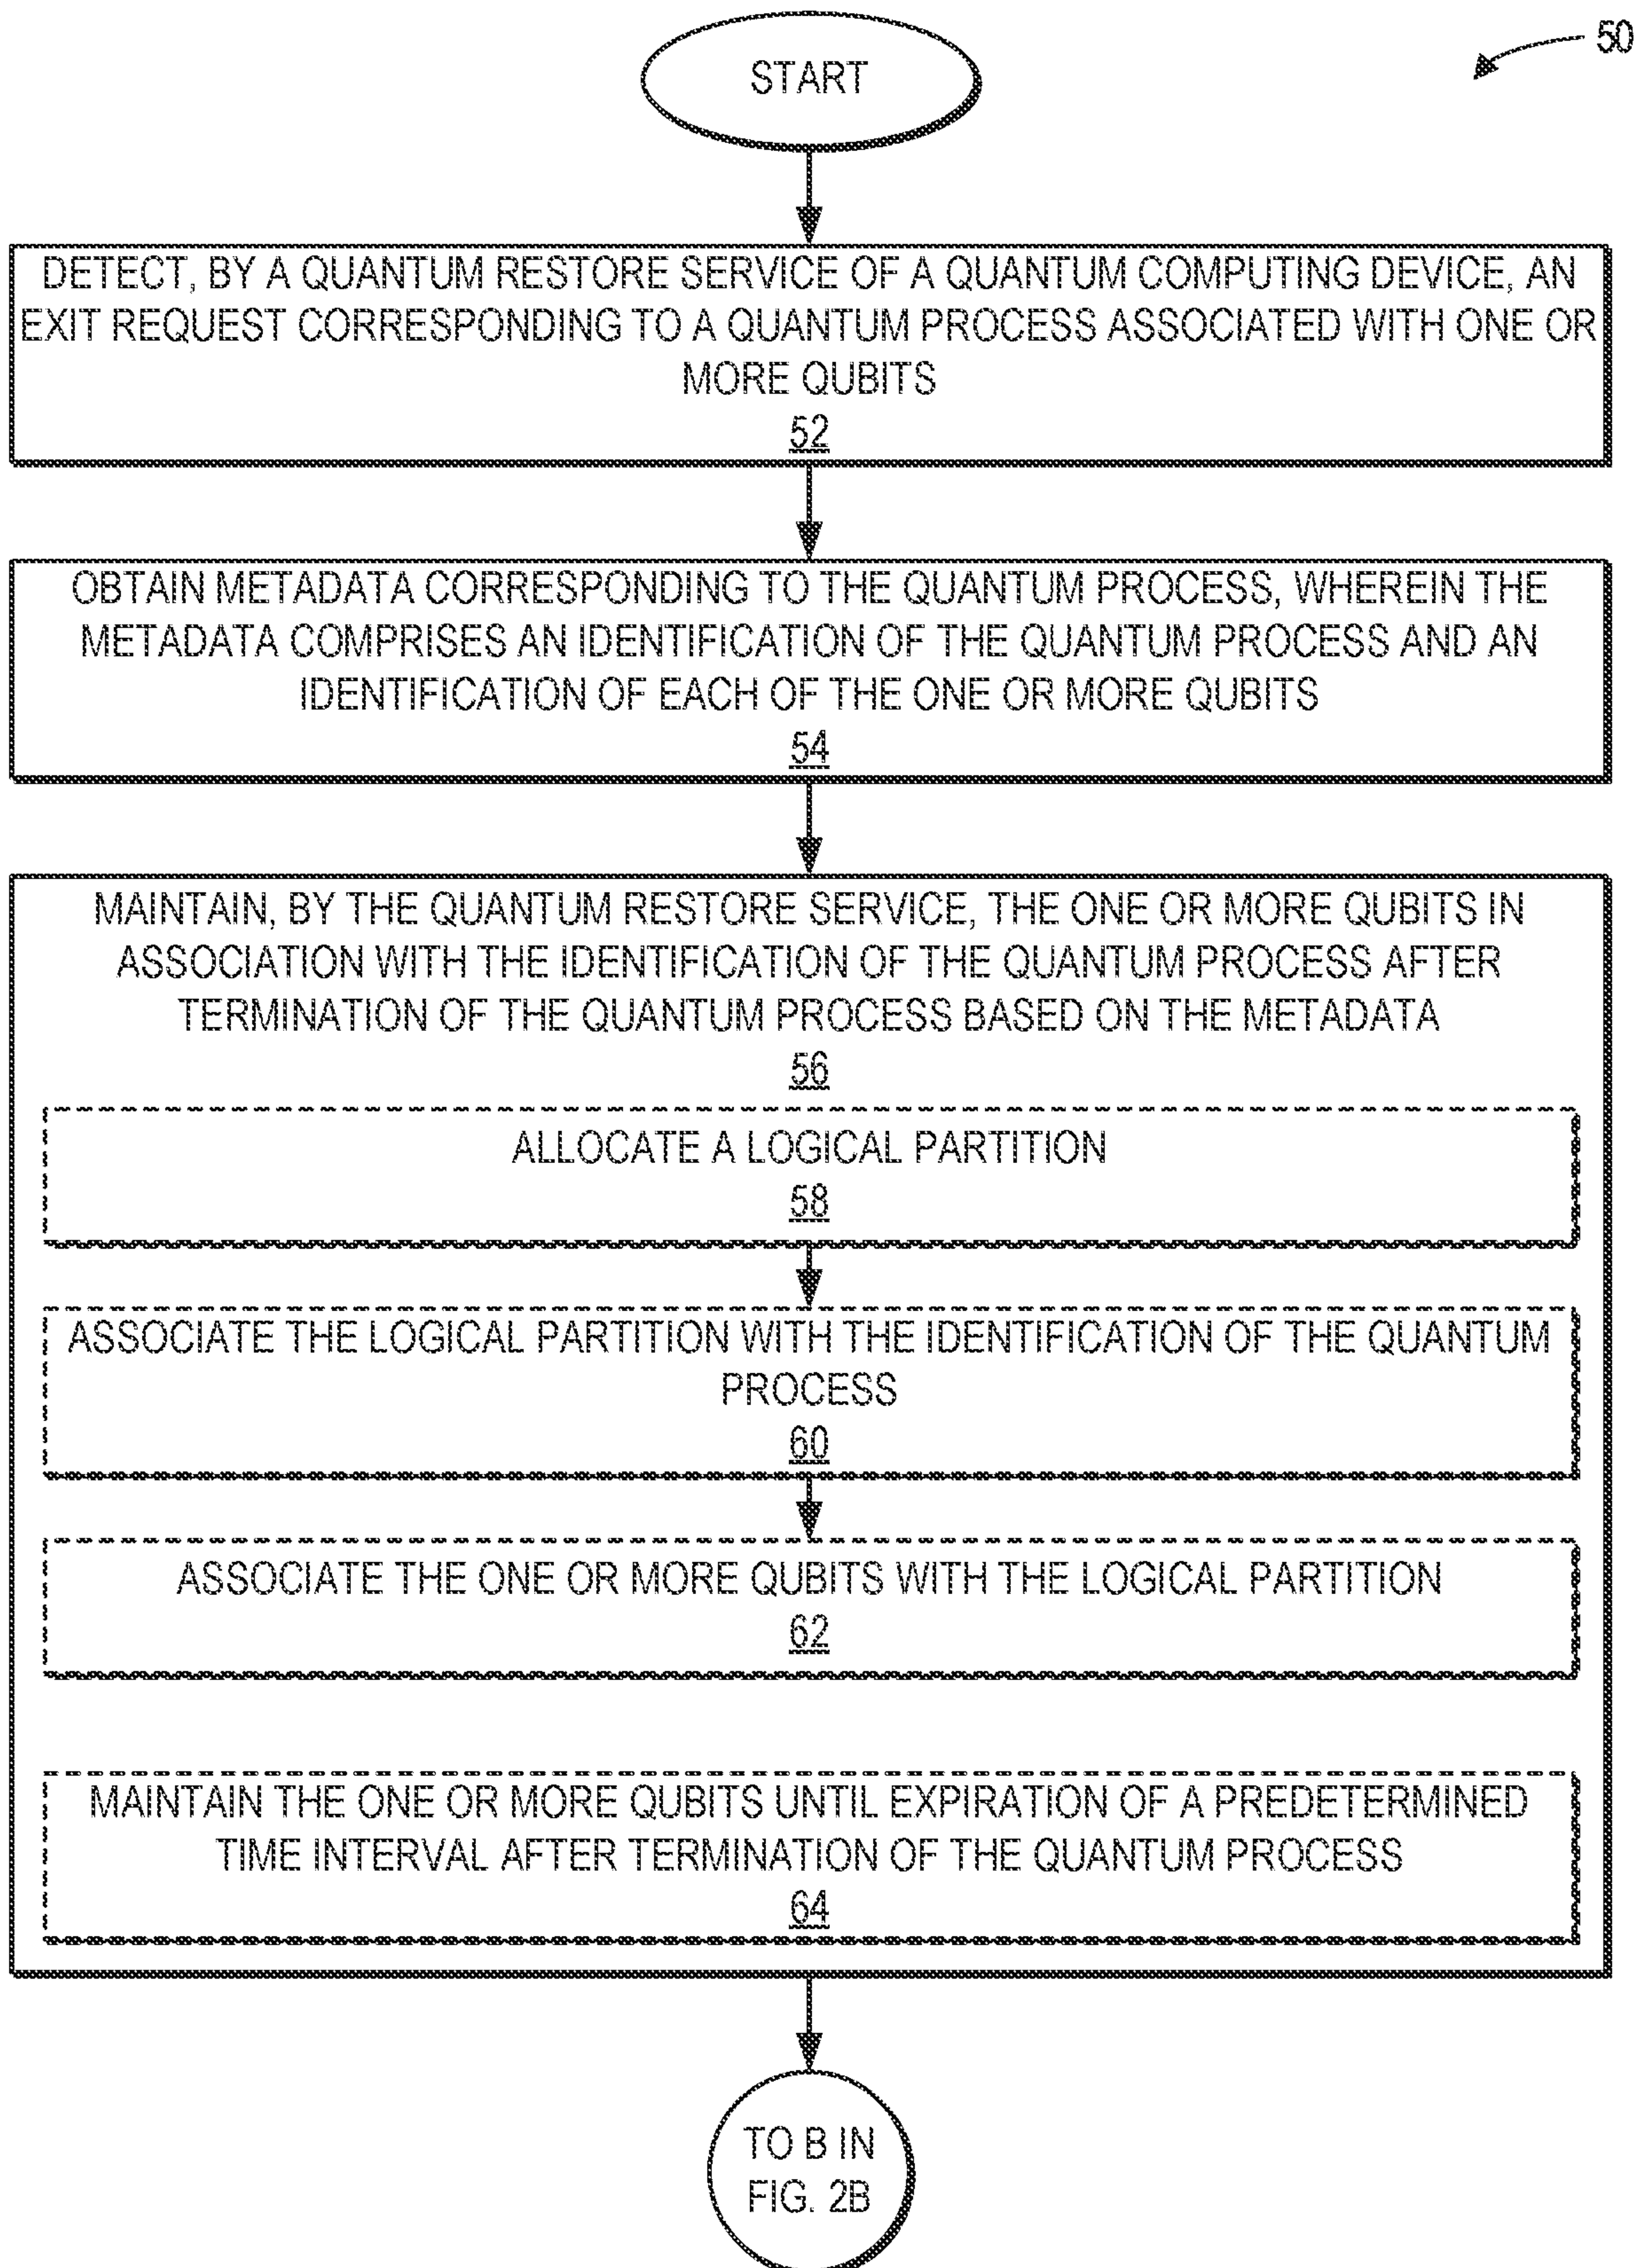 50
START
DETECT, BY A QUANTUM RESTORE SERVICE OF A QUANTUM COMPUTING DEVICE, AN
EXIT REQUEST CORRESPONDING TO A QUANTUM PROCESS ASSOCIATED WITH ONE OR
MORE QUBITS
52
OBTAIN METADATA CORRESPONDING TO THE QUANTUM PROCESS, WHEREIN THE
METADATA COMPRISES AN IDENTIFICATION OF THE QUANTUM PROCESS AND AN
IDENTIFICATION OF EACH OF THE ONE OR MORE QUBITS
54
MAINTAIN, BY THE QUANTUM RESTORE SERVICE, THE ONE OR MORE QUBITS IN
ASSOCIATION WITH THE IDENTIFICATION OF THE QUANTUM PROCESS AFTER
TERMINATION OF THE QUANTUM PROCESS BASED ON THE METADATA
56
ALLOCATE A LOGICAL PARTITION
58
ASSOCIATE THE LOGICAL PARTITION WITH THE IDENTIFICATION OF THE QUANTUM
PROCESS
60
ASSOCIATE THE ONE OR MORE QUBITS WITH THE LOGICAL PARTITION
62
MAINTAIN THE ONE OR MORE QUBITS UNTIL EXPIRATION OF A PREDETERMINED
TIME INTERVAL AFTER TERMINATION OF THE QUANTUM PROCESS
64
TO B IN
FIG. 2B